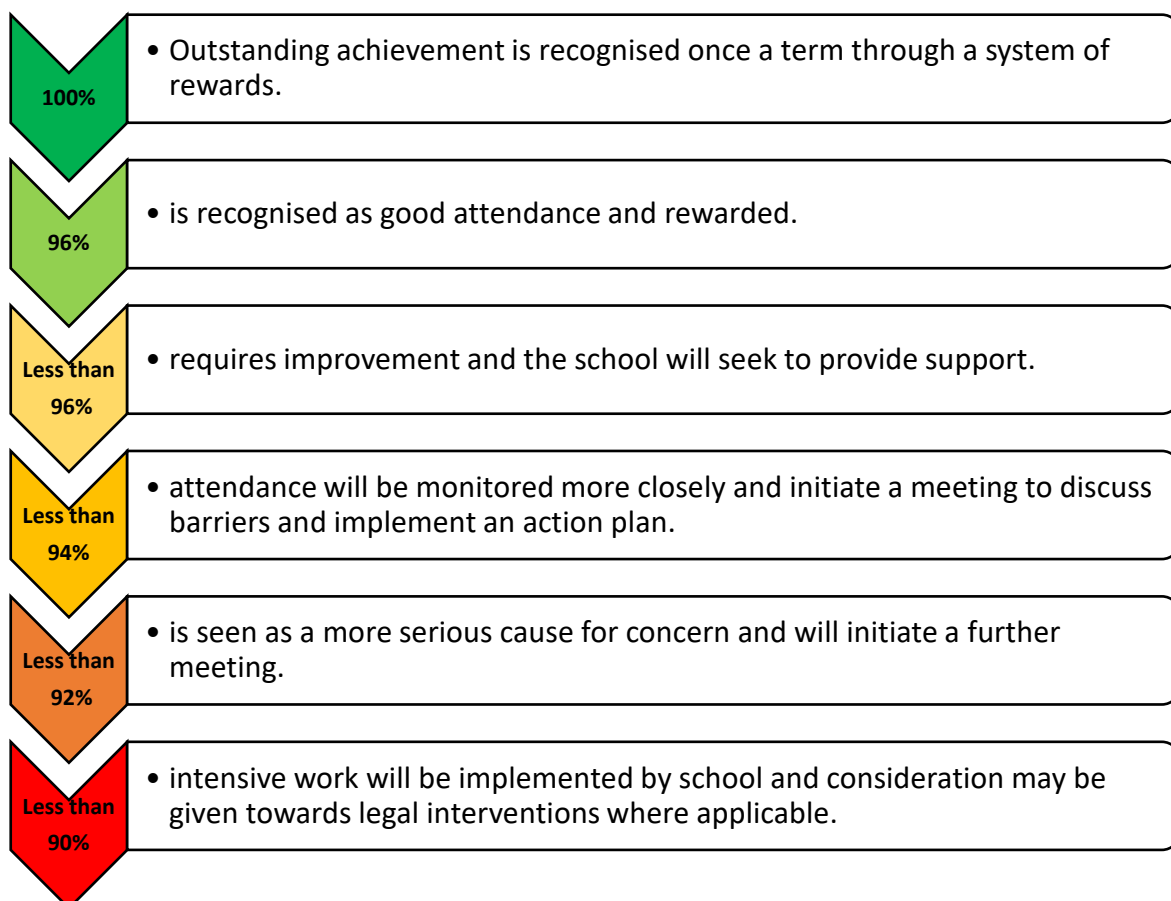 100%
• Outstanding achievement is recognised once a term through a system of
rewards.
96%
• is recognised as good attendance and rewarded.
Less than
96%
• requires improvement and the school will seek to provide support.
Less than
94%
• attendance will be monitored more closely and initiate a meeting to discuss
barriers and implement an action plan.
Less than
92%
• is seen as a more serious cause for concern and will initiate a further
meeting.
Less than
90%
• intensive work will be implemented by school and consideration may be
given towards legal interventions where applicable.